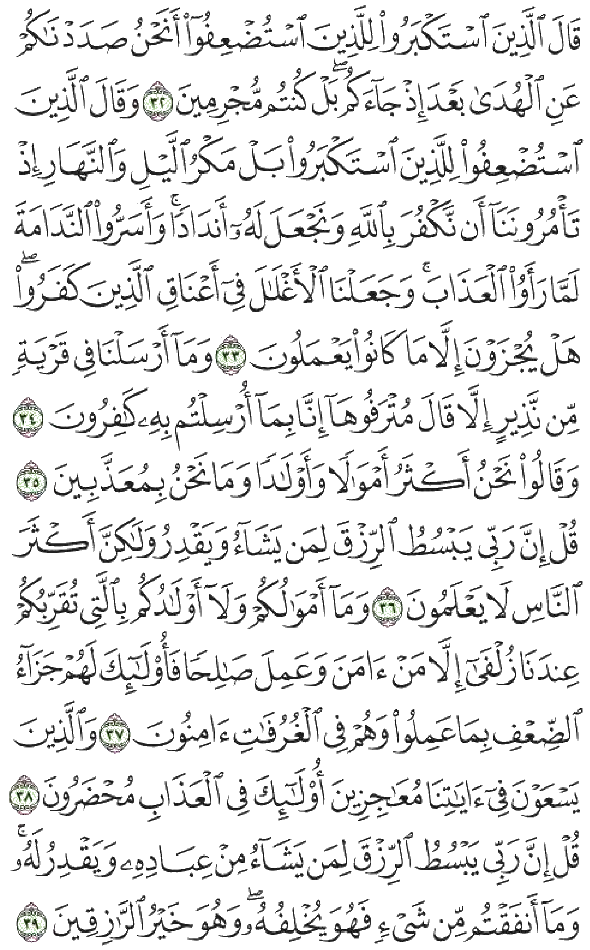 قَالَ ٱلَّذِينَ ٱسْتَكْبَرُوا۟ لِلَّذِينَ ٱسْتُضْعِفُوٓا۟ أَنَحْنُ صَدَدْنَـٰكُمْ
عَنِ ٱلْهُدَىٰ بَعْدَ إِذْ جَآءَكُم ۖ بَلْ كُنتُم مُّجْرِمِينَ ٣٢ وَقَالَ ٱلَّذِينَ
ٱسْتُضْعِفُوا۟ لِلَّذِينَ ٱسْتَكْبَرُوا۟ بَلْ مَكْرُ ٱلَّيْلِ وَٱلنَّهَارِ إِذْ
تَأْمُرُونَنَآ أَن نَّكْفُرَ بِٱللَّهِ وَنَجْعَلَ لَهُۥٓ أَندَادًا ۚ وَأَسَرُّوا۟ ٱلنَّدَامَةَ
لَمَّا رَأَوُا۟ ٱلْعَذَابَ ۚ وَجَعَلْنَا ٱلْأَغْلَـٰلَ فِىٓ أَعْنَاقِ ٱلَّذِينَ كَفَرُوا۟ ۖ
هَلْ يُجْزَوْنَ إِلَّا مَا كَانُوا۟ يَعْمَلُونَ ٣٣ وَمَآ أَرْسَلْنَا فِى قَرْيَةٍ
مِّن نَّذِيرٍ إِلَّا قَالَ مُتْرَفُوهَآ إِنَّا بِمَآ أُرْسِلْتُم بِهِۦ كَـٰفِرُونَ ٣٤
وَقَالُوا۟ نَحْنُ أَكْثَرُ أَمْوَٰلًا وَأَوْلَـٰدًا وَمَا نَحْنُ بِمُعَذَّبِينَ ٣٥
قُلْ إِنَّ رَبِّى يَبْسُطُ ٱلرِّزْقَ لِمَن يَشَآءُ وَيَقْدِرُ وَلَـٰكِنَّ أَكْثَرَ
ٱلنَّاسِ لَا يَعْلَمُونَ ٣٦ وَمَآ أَمْوَٰلُكُمْ وَلَآ أَوْلَـٰدُكُم بِٱلَّتِى تُقَرِّبُكُمْ
عِندَنَا زُلْفَىٰٓ إِلَّا مَنْ ءَامَنَ وَعَمِلَ صَـٰلِحًا فَأُو۟لَـٰٓئِكَ لَهُمْ جَزَآءُ
ٱلضِّعْفِ بِمَا عَمِلُوا۟ وَهُمْ فِى ٱلْغُرُفَـٰتِ ءَامِنُونَ ٣٧ وَٱلَّذِينَ
يَسْعَوْنَ فِىٓ ءَايَـٰتِنَا مُعَـٰجِزِينَ أُو۟لَـٰٓئِكَ فِى ٱلْعَذَابِ مُحْضَرُونَ ٣٨
قُلْ إِنَّ رَبِّى يَبْسُطُ ٱلرِّزْقَ لِمَن يَشَآءُ مِنْ عِبَادِهِۦ وَيَقْدِرُ لَهُۥ ۚ
وَمَآ أَنفَقْتُم مِّن شَىْءٍ فَهُوَ يُخْلِفُهُۥ ۖ وَهُوَ خَيْرُ ٱلرَّٰزِقِينَ ٣٩